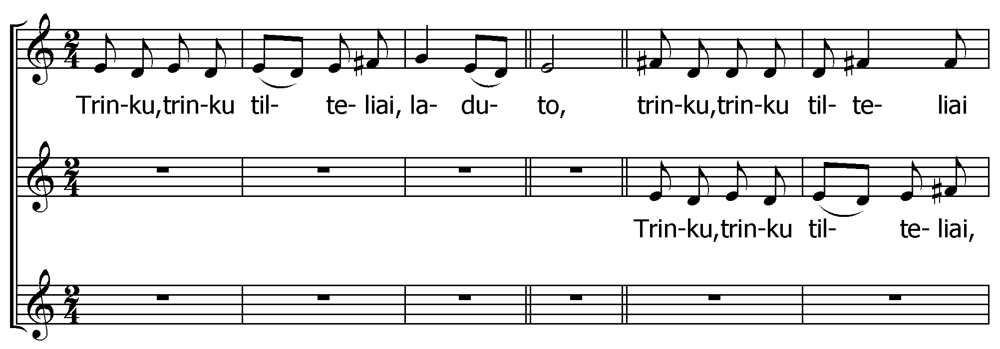 Trin-ku, trin-ku til- te- liai, la- du- to, trin-ku, trin-ku til- te- liai
Trin-ku, trin-ku til- te- liai,